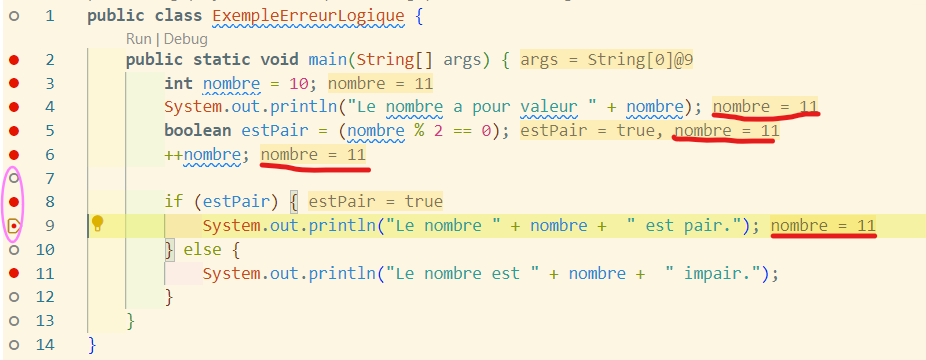 1 public class ExempleErreurLogique {
Run | Debug
2 public static void main(String[] args) { args = String[0]@9
3 int nombre = 10; nombre = 11
4 System.out.println("Le nombre a pour valeur " + nombre); nombre = 11
5 boolean estPair = (nombre % 2 == 0); estPair = true, nombre = 11
6 ++nombre; nombre = 11
7
8 if (estPair) { estPair = true
9 System.out.println("Le nombre " + nombre + " est pair."); nombre = 11
10 } else {
11 System.out.println("Le nombre est " + nombre + " impair.");
12 }
13 }
14 }